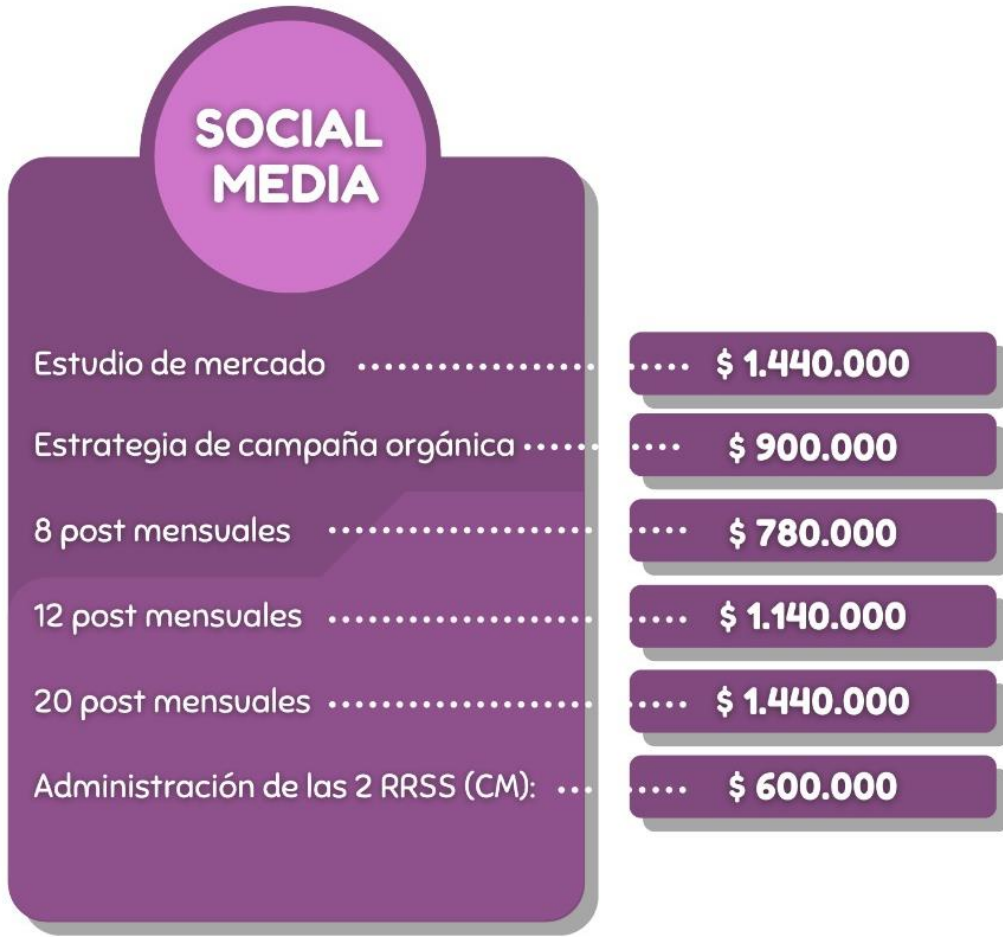 SOCIAL
MEDIA
Estudio de mercado ................... $ 1.440.000
Estrategia de campaña orgánica .......... $ 900.000
8 post mensuales ...................... $ 780.000
12 post mensuales ...................... $ 1.140.000
20 post mensuales ...................... $ 1.440.000
Administración de las 2 RRSS (CM): ........ $ 600.000